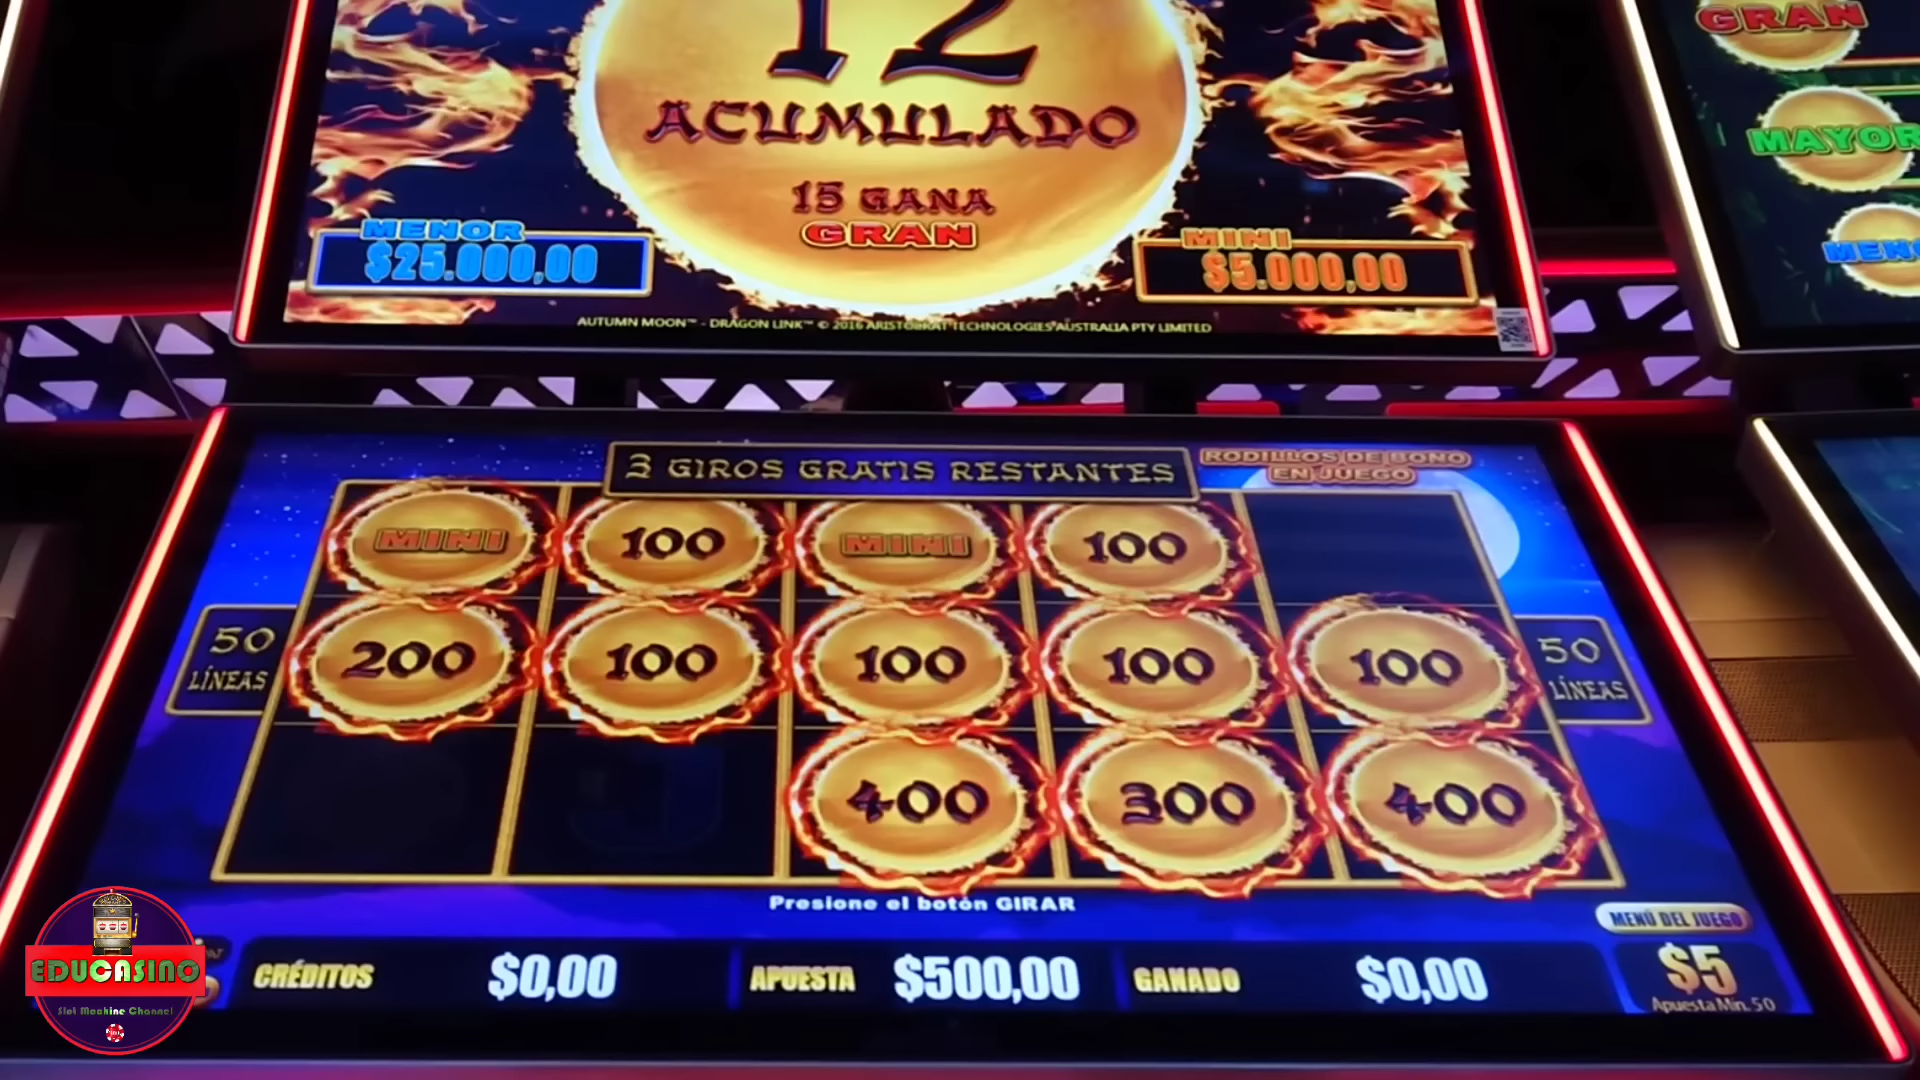 12
ACUMULADO
15 GANA
GRAN
MENOR
$25.000,00
MINI
$5.000,00
AUTUMN MOON™ - DRAGON LINK™ © 2016 ARISTOCRAT TECHNOLOGIES AUSTRALIA PTY LIMITED
GRAN
MAYOR
3 GIROS GRATIS RESTANTES
RODILLOS DE BONO
EN JUEGO
MINI 100 MINI 100
50
LÍNEAS
200 100 100 100 100
50
LÍNEAS
400 300 400
Presione el botón GIRAR
MENÚ DEL JUEGO
CRÉDITOS $0,00 APUESTA $500,00 GANADO $0,00
$5
Apuesta Mín. 50
EDUCASINO
Slot Machine Channel